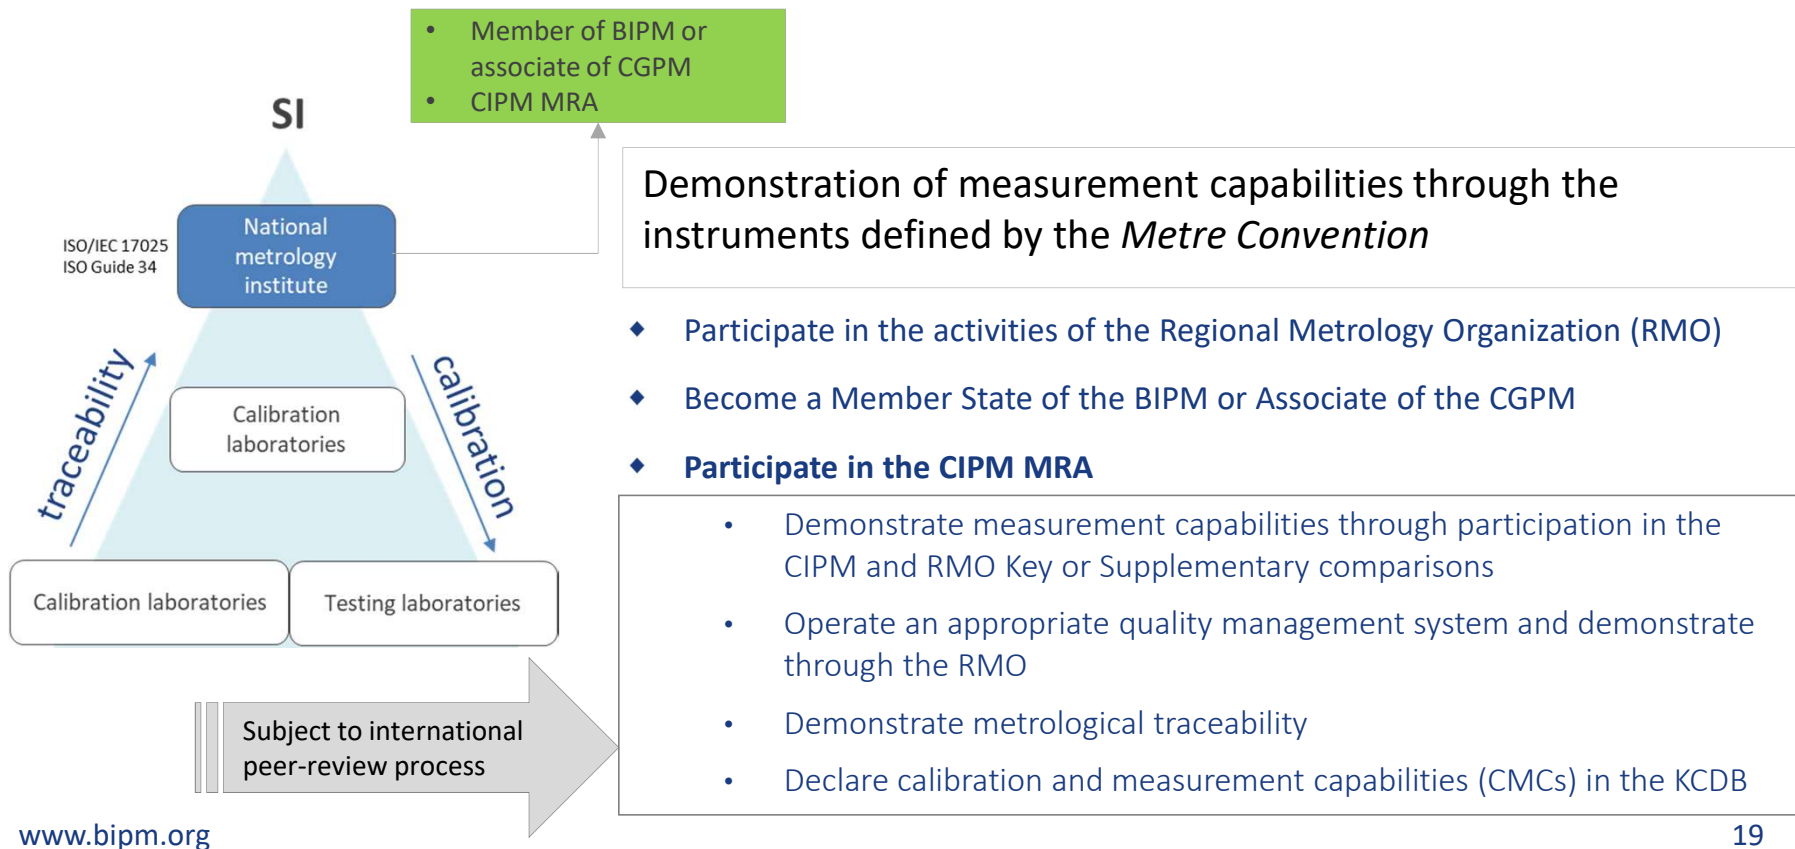 • Member of BIPM or
associate of CGPM
• CIPM MRA
SI
National
metrology
institute
ISO/IEC 17025
ISO Guide 34
traceability
calibration
Calibration
laboratories
Calibration laboratories
Testing laboratories
Subject to international
peer-review process
Demonstration of measurement capabilities through the
instruments defined by the Metre Convention
◆ Participate in the activities of the Regional Metrology Organization (RMO)
◆ Become a Member State of the BIPM or Associate of the CGPM
◆ Participate in the CIPM MRA
• Demonstrate measurement capabilities through participation in the
CIPM and RMO Key or Supplementary comparisons
• Operate an appropriate quality management system and demonstrate
through the RMO
• Demonstrate metrological traceability
• Declare calibration and measurement capabilities (CMCs) in the KCDB
www.bipm.org
19